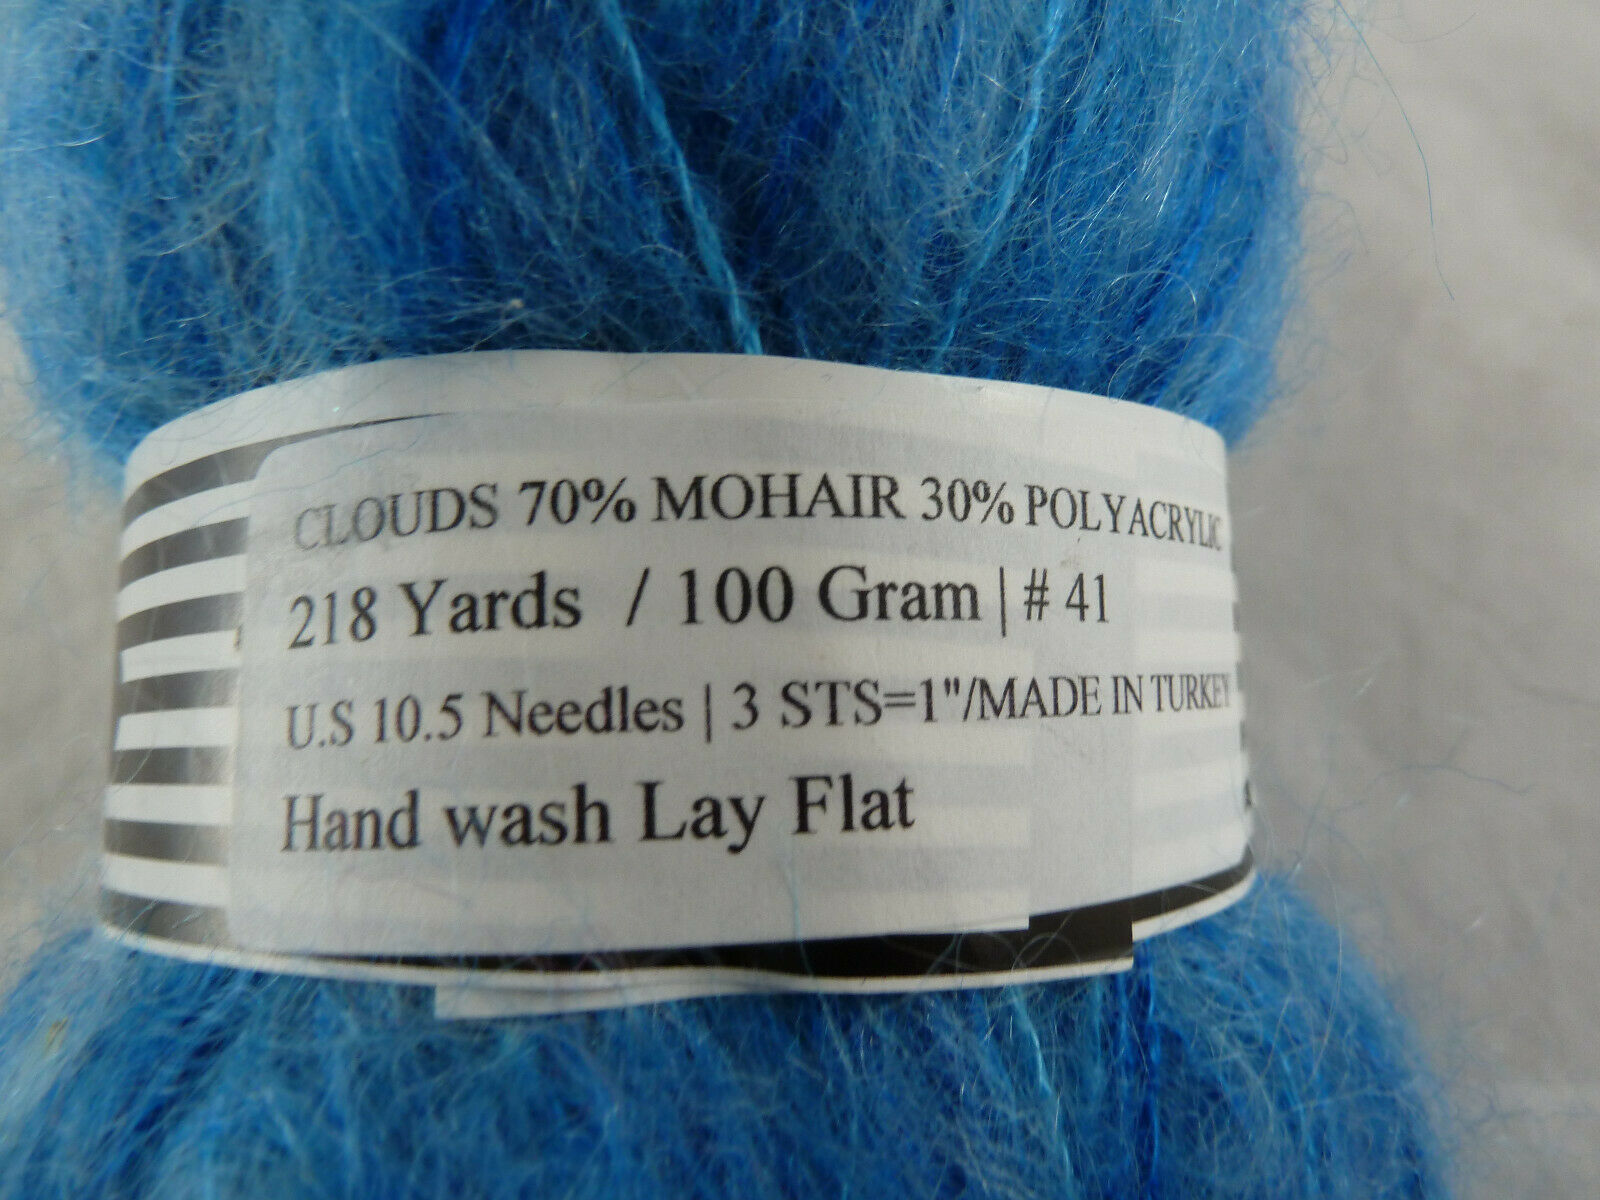 CLOUDS 70% MOHAIR 30% POLYACRYLIC
218 Yards / 100 Gram | # 41
U.S 10.5 Needles | 3 STS=1"/MADE IN TURKEY
Hand wash Lay Flat